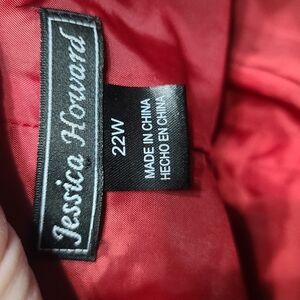 Jessica Howard
22W
MADE IN CHINA
HECHO EN CHINA